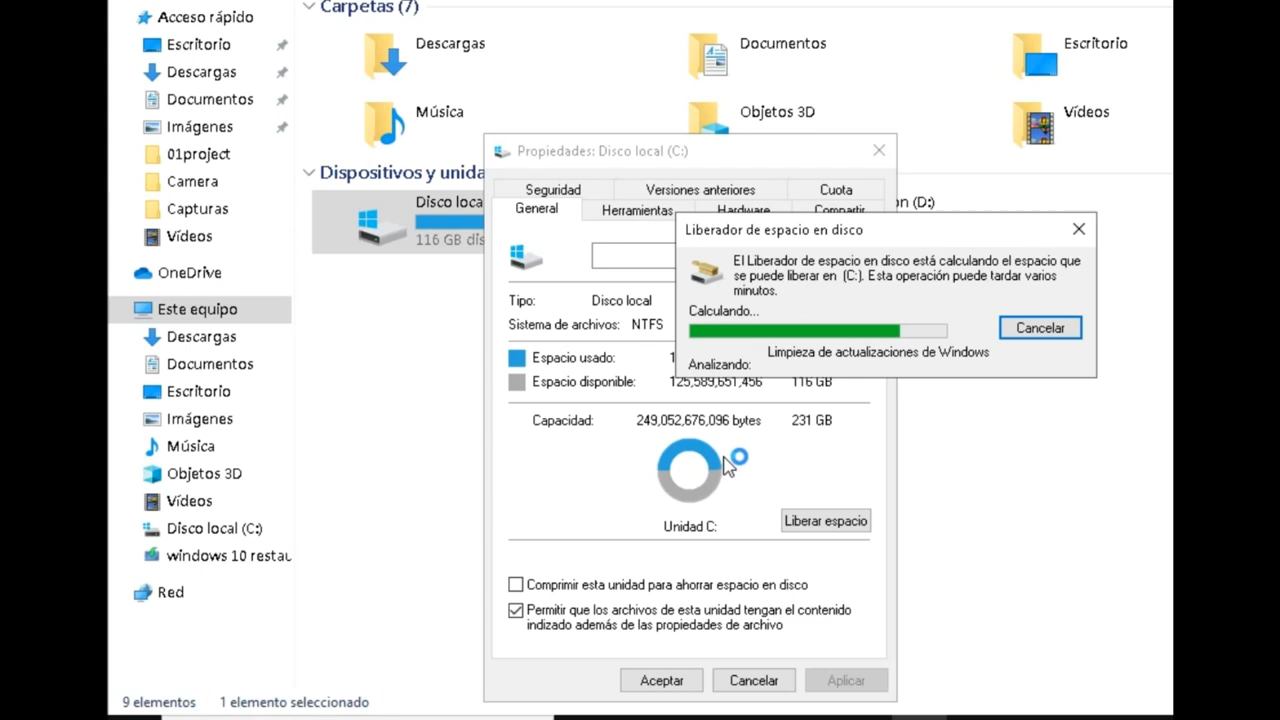 Acceso rápido
Escritorio
Descargas
Documentos
Imágenes
01project
Camera
Capturas
Vídeos
OneDrive
Este equipo
Descargas
Documentos
Escritorio
Imágenes
Música
Objetos 3D
Vídeos
Disco local (C:)
windows 10 restau
Red
9 elementos
1 elemento seleccionado
Carpetas (7)
Descargas
Documentos
Escritorio
Música
Objetos 3D
Vídeos
Dispositivos y unida
Disco loca
116 GB dis
(D:)
Propiedades: Disco local (C:)
Seguridad
Versiones anteriores
Cuota
General
Herramientas
Hardware
Compartir
Tipo:
Disco local
Sistema de archivos:
NTFS
Espacio usado:
Espacio disponible:
125,589,651,456
116 GB
Capacidad:
249,052,676,096 bytes
231 GB
Unidad C:
Liberar espacio
Comprimir esta unidad para ahorrar espacio en disco
Permitir que los archivos de esta unidad tengan el contenido
indizado además de las propiedades de archivo
Aceptar
Cancelar
Aplicar
Liberador de espacio en disco
El Liberador de espacio en disco está calculando el espacio que
se puede liberar en (C:). Esta operación puede tardar varios
minutos.
Calculando...
Cancelar
Limpieza de actualizaciones de Windows
Analizando: